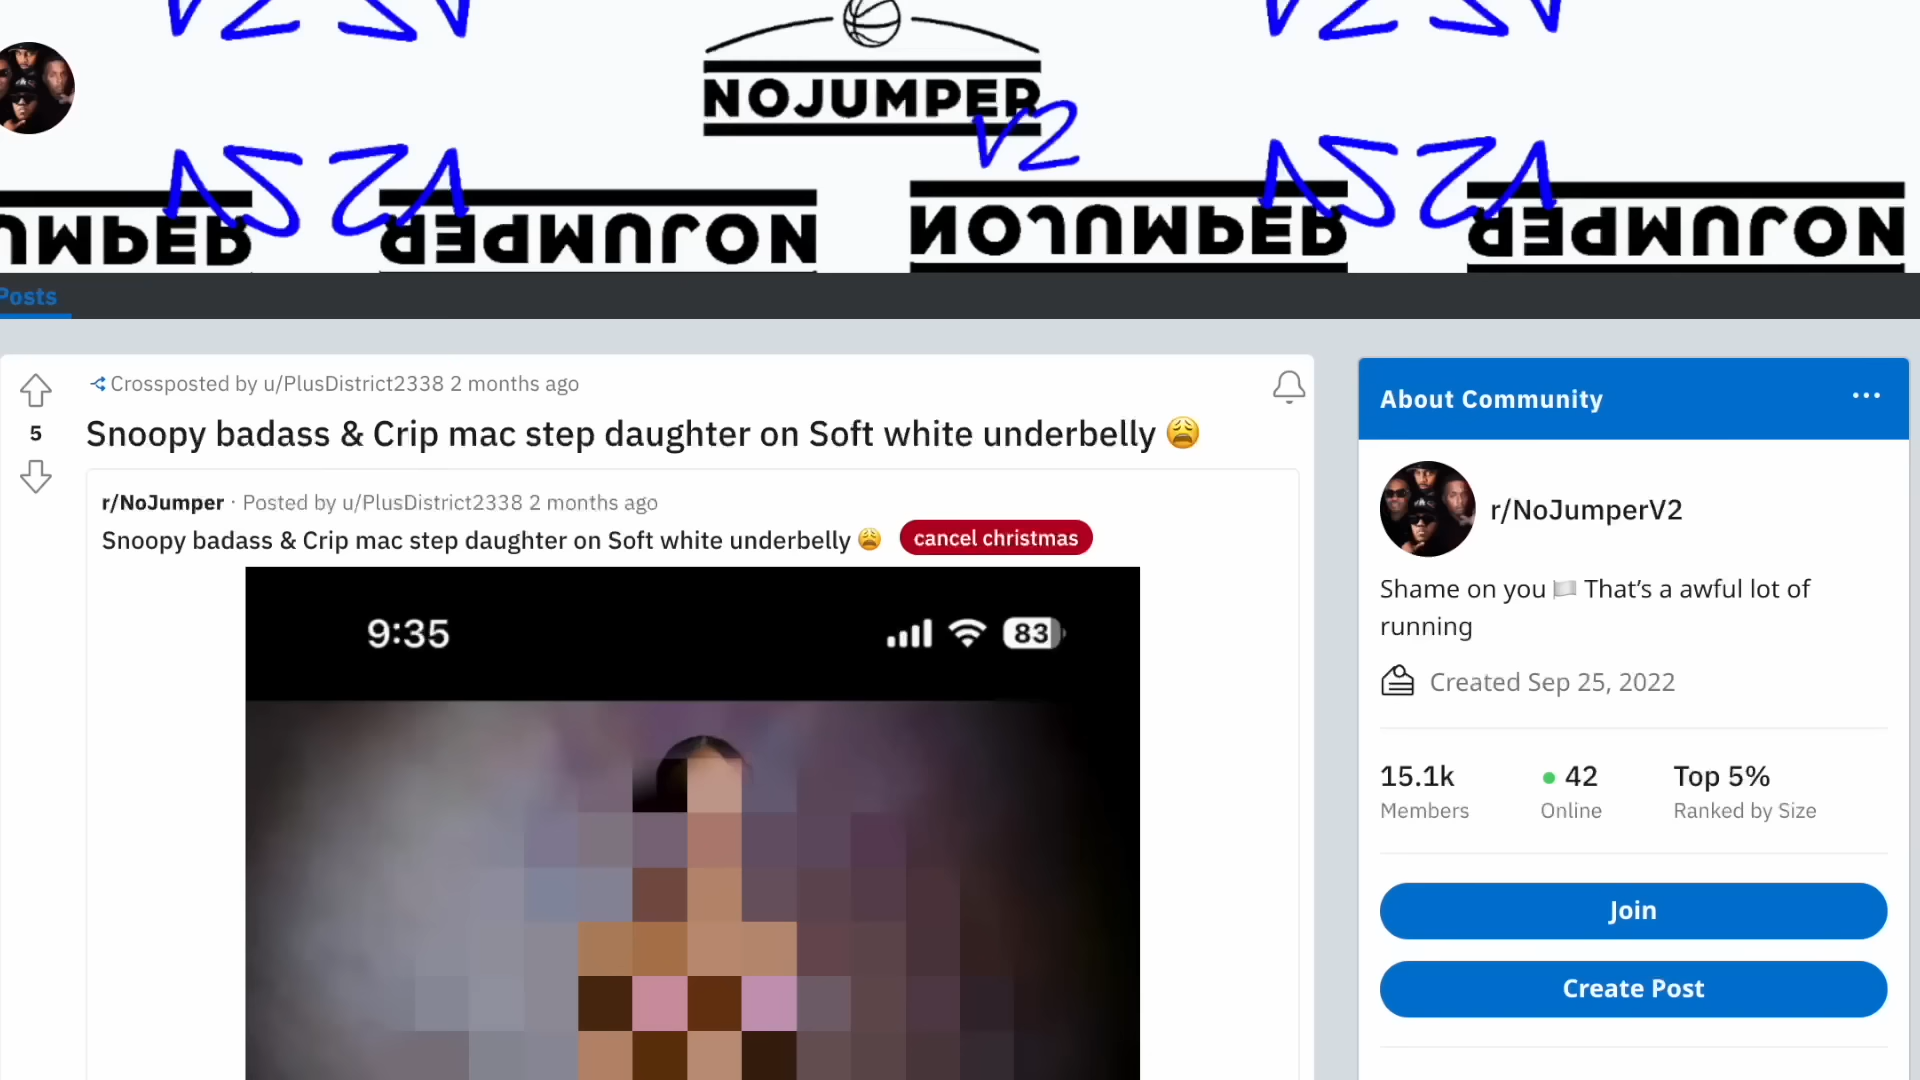 NOJUMPER
V2
NOJUMPER
NOJUMPER
NOJUMPER
Posts
Crossposted by u/PlusDistrict2338 2 months ago
5
Snoopy badass & Crip mac step daughter on Soft white underbelly 😩
r/NoJumper · Posted by u/PlusDistrict2338 2 months ago
Snoopy badass & Crip mac step daughter on Soft white underbelly 😩 cancel christmas
9:35
83
About Community
r/NoJumperV2
Shame on you 🏳️ That’s a awful lot of
running
Created Sep 25, 2022
15.1k
Members
42
Online
Top 5%
Ranked by Size
Join
Create Post